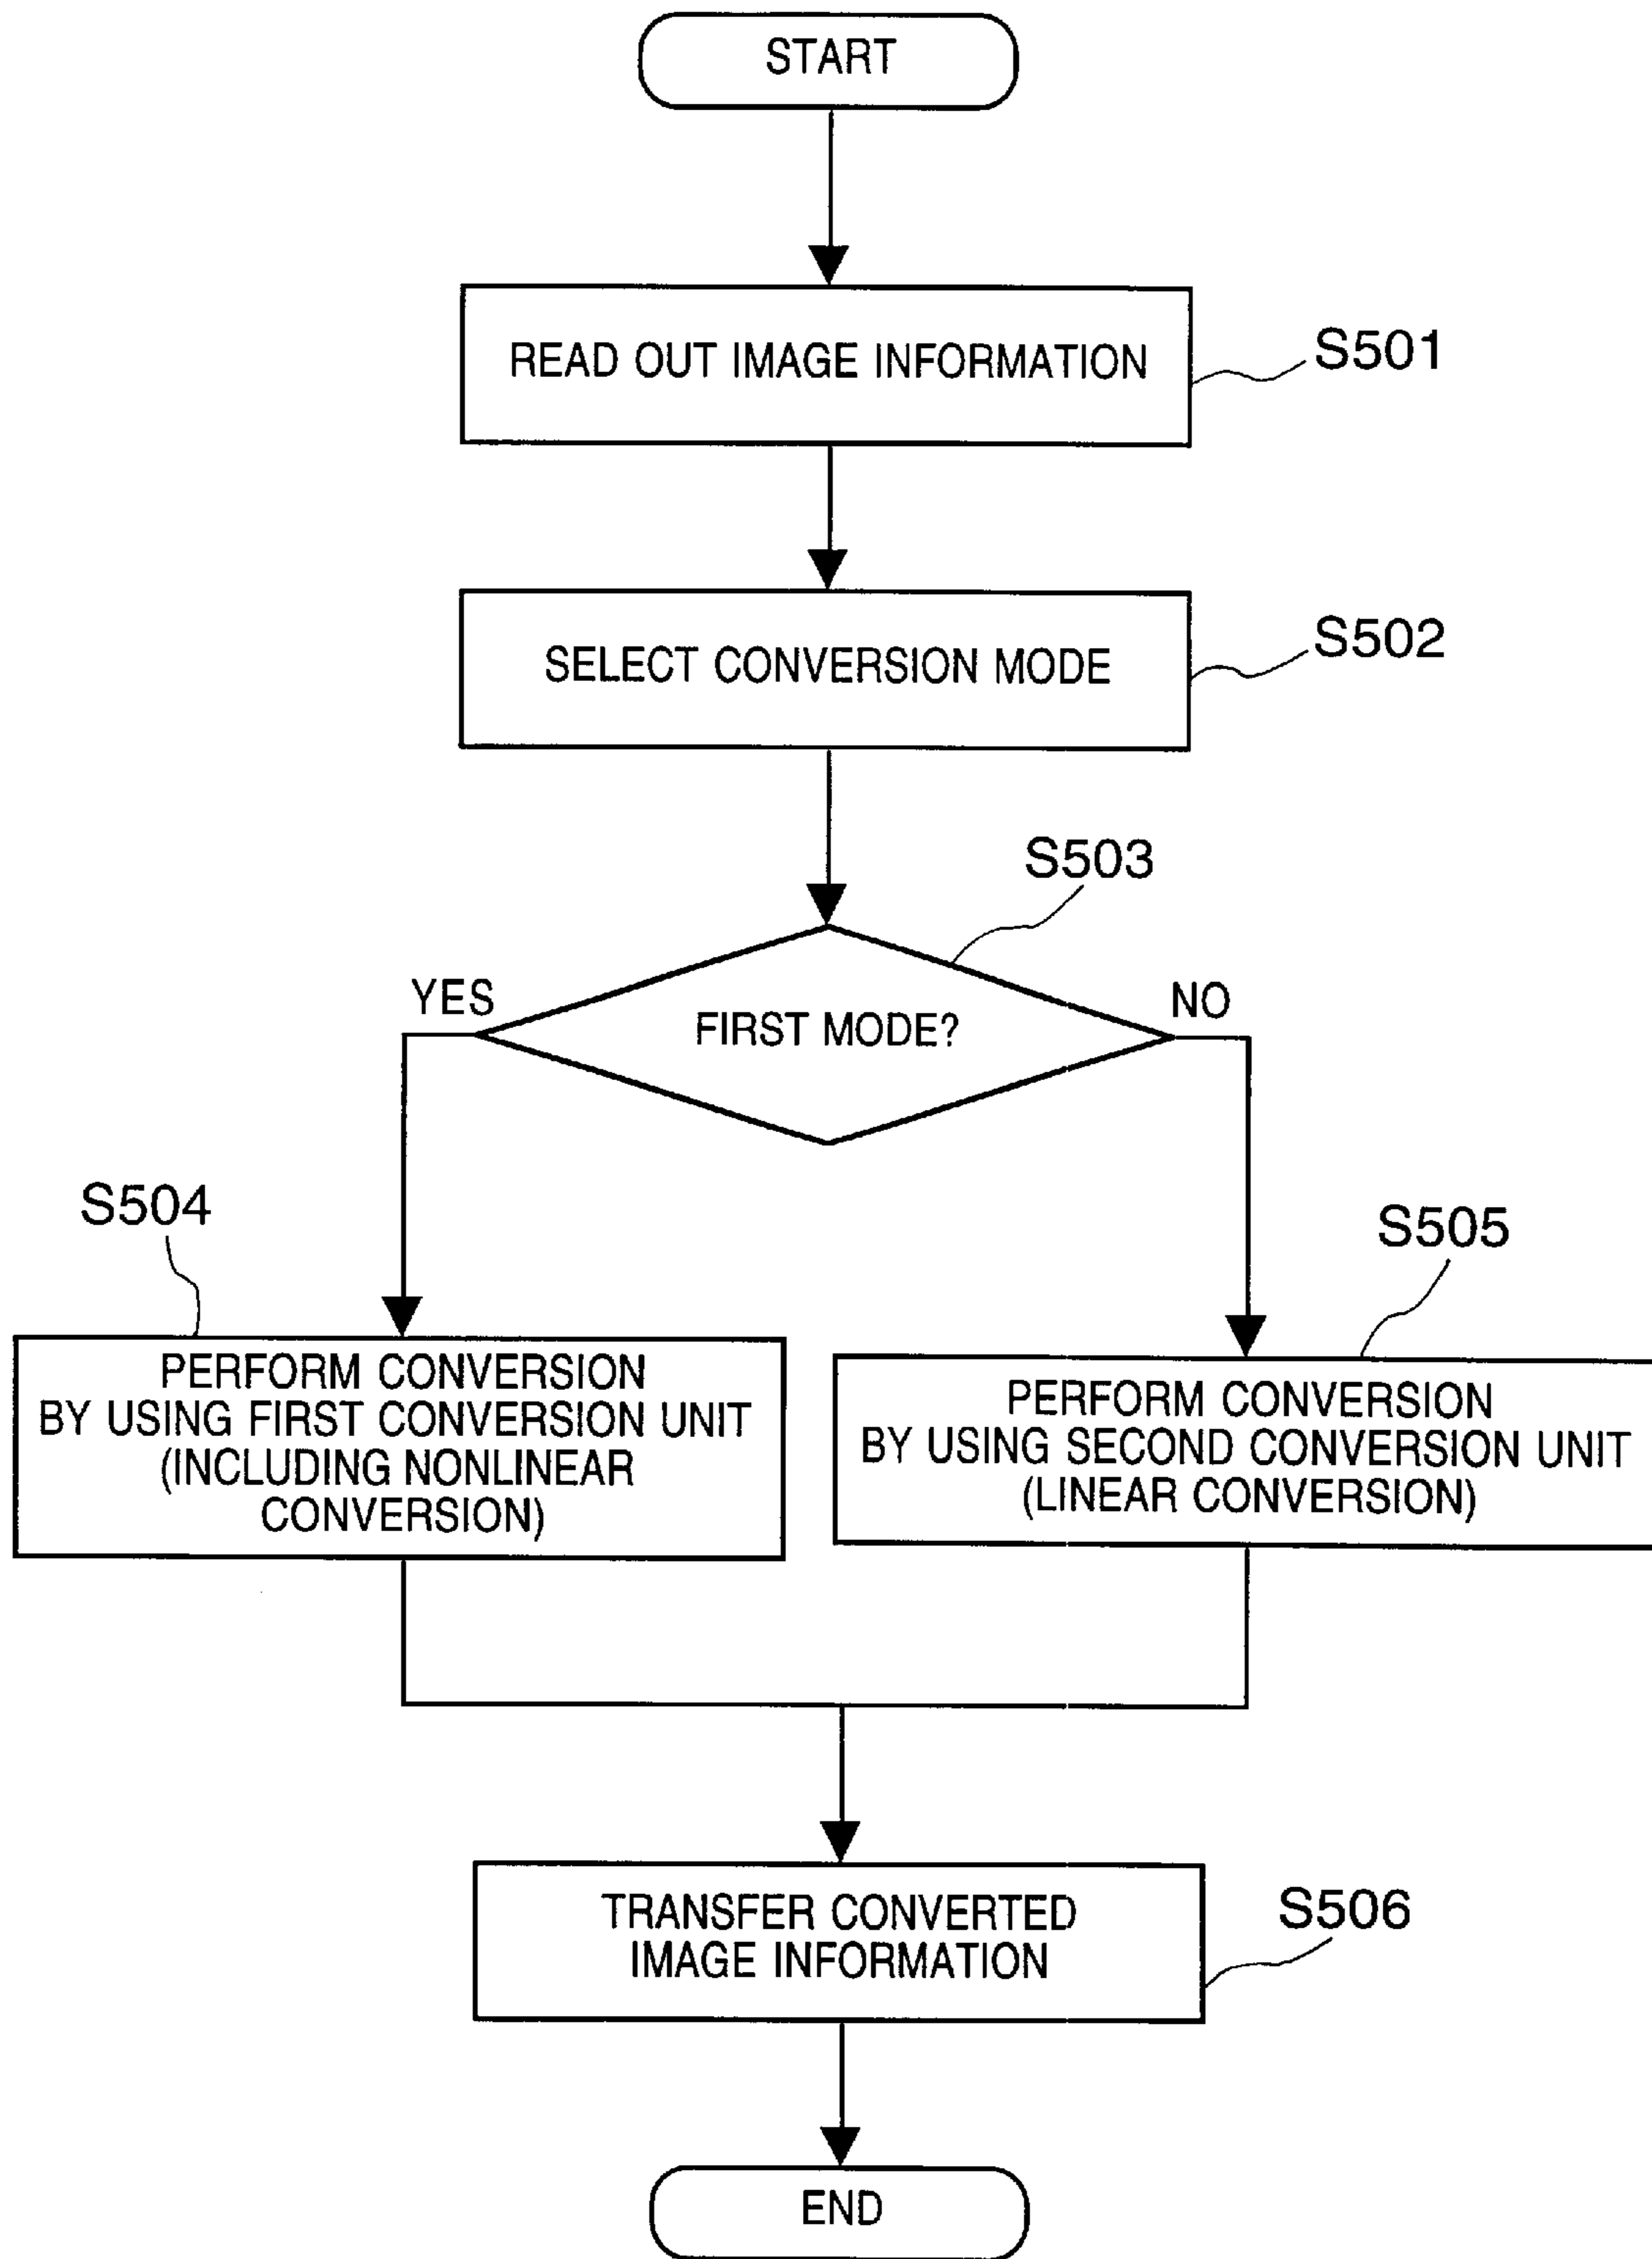 START
READ OUT IMAGE INFORMATION
S501
SELECT CONVERSION MODE
S502
S503
YES
FIRST MODE?
NO
S504
S505
PERFORM CONVERSION
BY USING FIRST CONVERSION UNIT
(INCLUDING NONLINEAR
CONVERSION)
PERFORM CONVERSION
BY USING SECOND CONVERSION UNIT
(LINEAR CONVERSION)
TRANSFER CONVERTED
IMAGE INFORMATION
S506
END